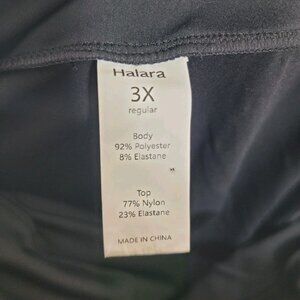 Halara
3X
regular
Body
92% Polyester
8% Elastane
Top
77% Nylon
23% Elastane
MADE IN CHINA